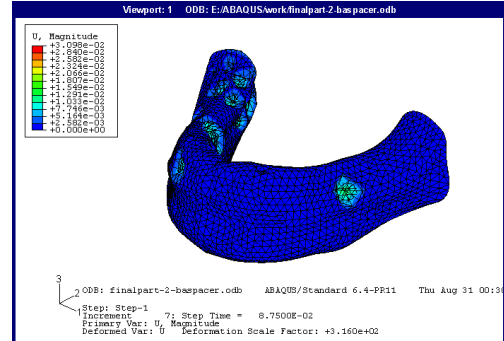 Viewport: 1 ODB: E:/ABAQUS/work/finalpart-2-baspacer.odb
U, Magnitude
+3.098e-02
+2.840e-02
+2.582e-02
+2.324e-02
+2.066e-02
+1.807e-02
+1.549e-02
+1.291e-02
+1.033e-02
+7.746e-03
+5.164e-03
+2.582e-03
+0.000e+00
3
2
1
ODB: finalpart-2-baspacer.odb ABAQUS/Standard 6.4-PR11 Thu Aug 31 00:3
Step: Step-1
Increment 7: Step Time = 8.7500E-02
Primary Var: U, Magnitude
Deformed Var: U Deformation Scale Factor: +3.160e+02